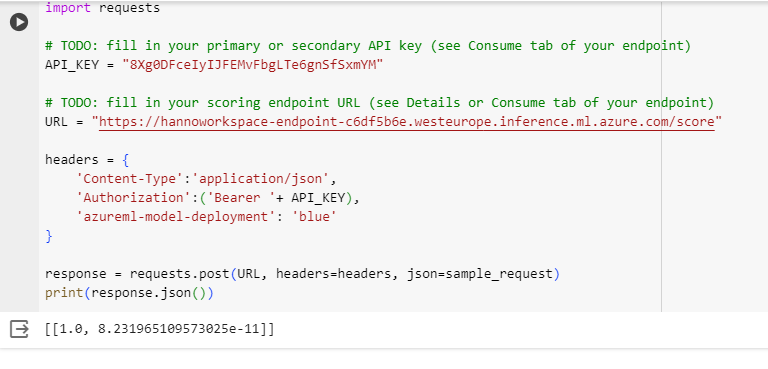 import requests
# TODO: fill in your primary or secondary API key (see Consume tab of your endpoint)
API_KEY = "8Xg0DFceIyIJFEMvFbgLTe6gnSfSxmYM"
# TODO: fill in your scoring endpoint URL (see Details or Consume tab of your endpoint)
URL = "https://hannoworkspace-endpoint-c6df5b6e.westeurope.inference.ml.azure.com/score"
headers = {
    'Content-Type':'application/json',
    'Authorization':('Bearer '+ API_KEY),
    'azureml-model-deployment': 'blue'
}
response = requests.post(URL, headers=headers, json=sample_request)
print(response.json())
[[1.0, 8.231965109573025e-11]]